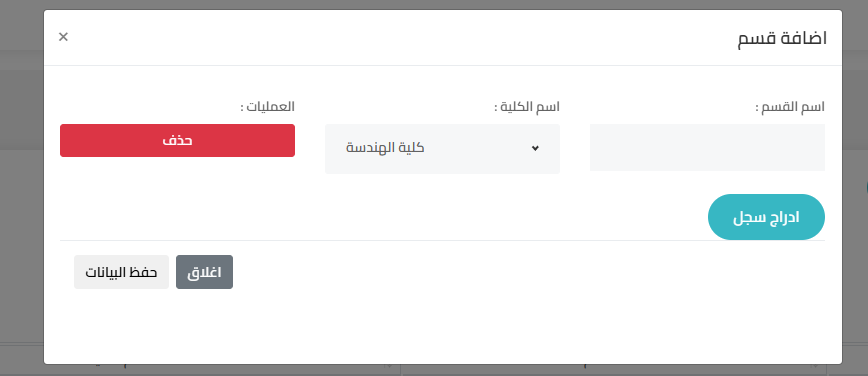 اضافة قسم
×
اسم القسم :
اسم الكلية :
العمليات :
كلية الهندسة
حذف
ادراج سجل
اغلاق
حفظ البيانات